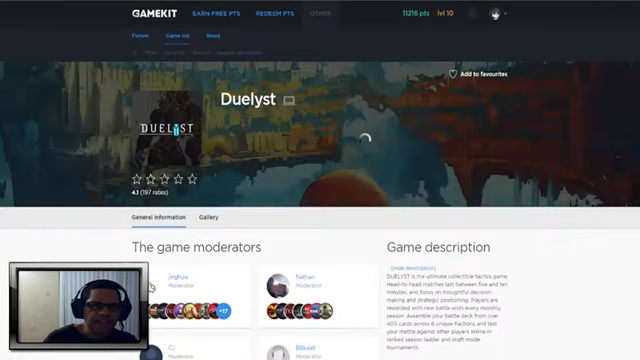 GAMEKIT
EARN FREE PTS
REDEEM PTS
OTHER
11216 pts
lvl 10
Forum
Game list
News
Duelyst
Add to favourites
DUELYST
4.1 (197 rates)
General information
Gallery
The game moderators
Game description
(Hide description)
Moderator
Nathan
Moderator
+17
DUELYST is the ultimate collectible tactics game.
Head-to-head matches last between five and ten
minutes, and focus on thoughtful decision-
making and strategic positioning. Players are
rewarded with new battle units every monthly
season. Assemble your battle deck from over
400 cards across 6 unique Factions and test
your mettle against other players online in
ranked season ladder and draft mode
tournaments.
CJ
Moderator
Moderator